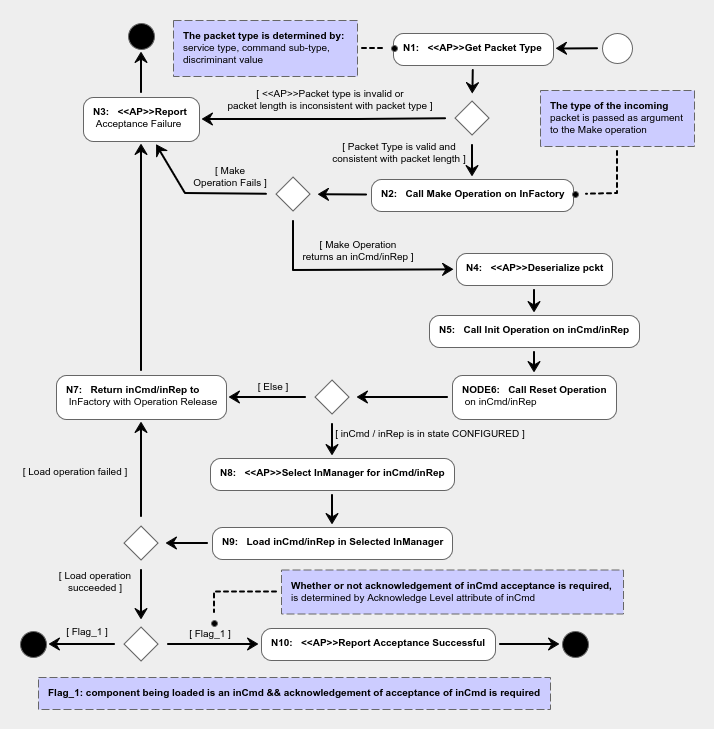 The packet type is determined by:
service type, command sub-type,
discriminant value
N1: <<AP>>Get Packet Type
[ <<AP>>Packet type is invalid or
packet length is inconsistent with packet type ]
N3: <<AP>>Report
Acceptance Failure
The type of the incoming
packet is passed as argument
to the Make operation
[ Packet Type is valid and
consistent with packet length ]
[ Make
Operation Fails ]
N2: Call Make Operation on InFactory
[ Make Operation
returns an inCmd/inRep ]
N4: <<AP>>Deserialize pckt
N5: Call Init Operation on inCmd/inRep
N7: Return inCmd/inRep to
InFactory with Operation Release
[ Else ]
NODE6: Call Reset Operation
on inCmd/inRep
[ inCmd / inRep is in state CONFIGURED ]
[ Load operation failed ]
N8: <<AP>>Select InManager for inCmd/inRep
N9: Load inCmd/inRep in Selected InManager
[ Load operation
succeeded ]
Whether or not acknowledgement of inCmd acceptance is required,
is determined by Acknowledge Level attribute of inCmd
[ Flag_1 ]
[ Flag_1 ]
N10: <<AP>>Report Acceptance Successful
Flag_1: component being loaded is an inCmd && acknowledgement of acceptance of inCmd is required